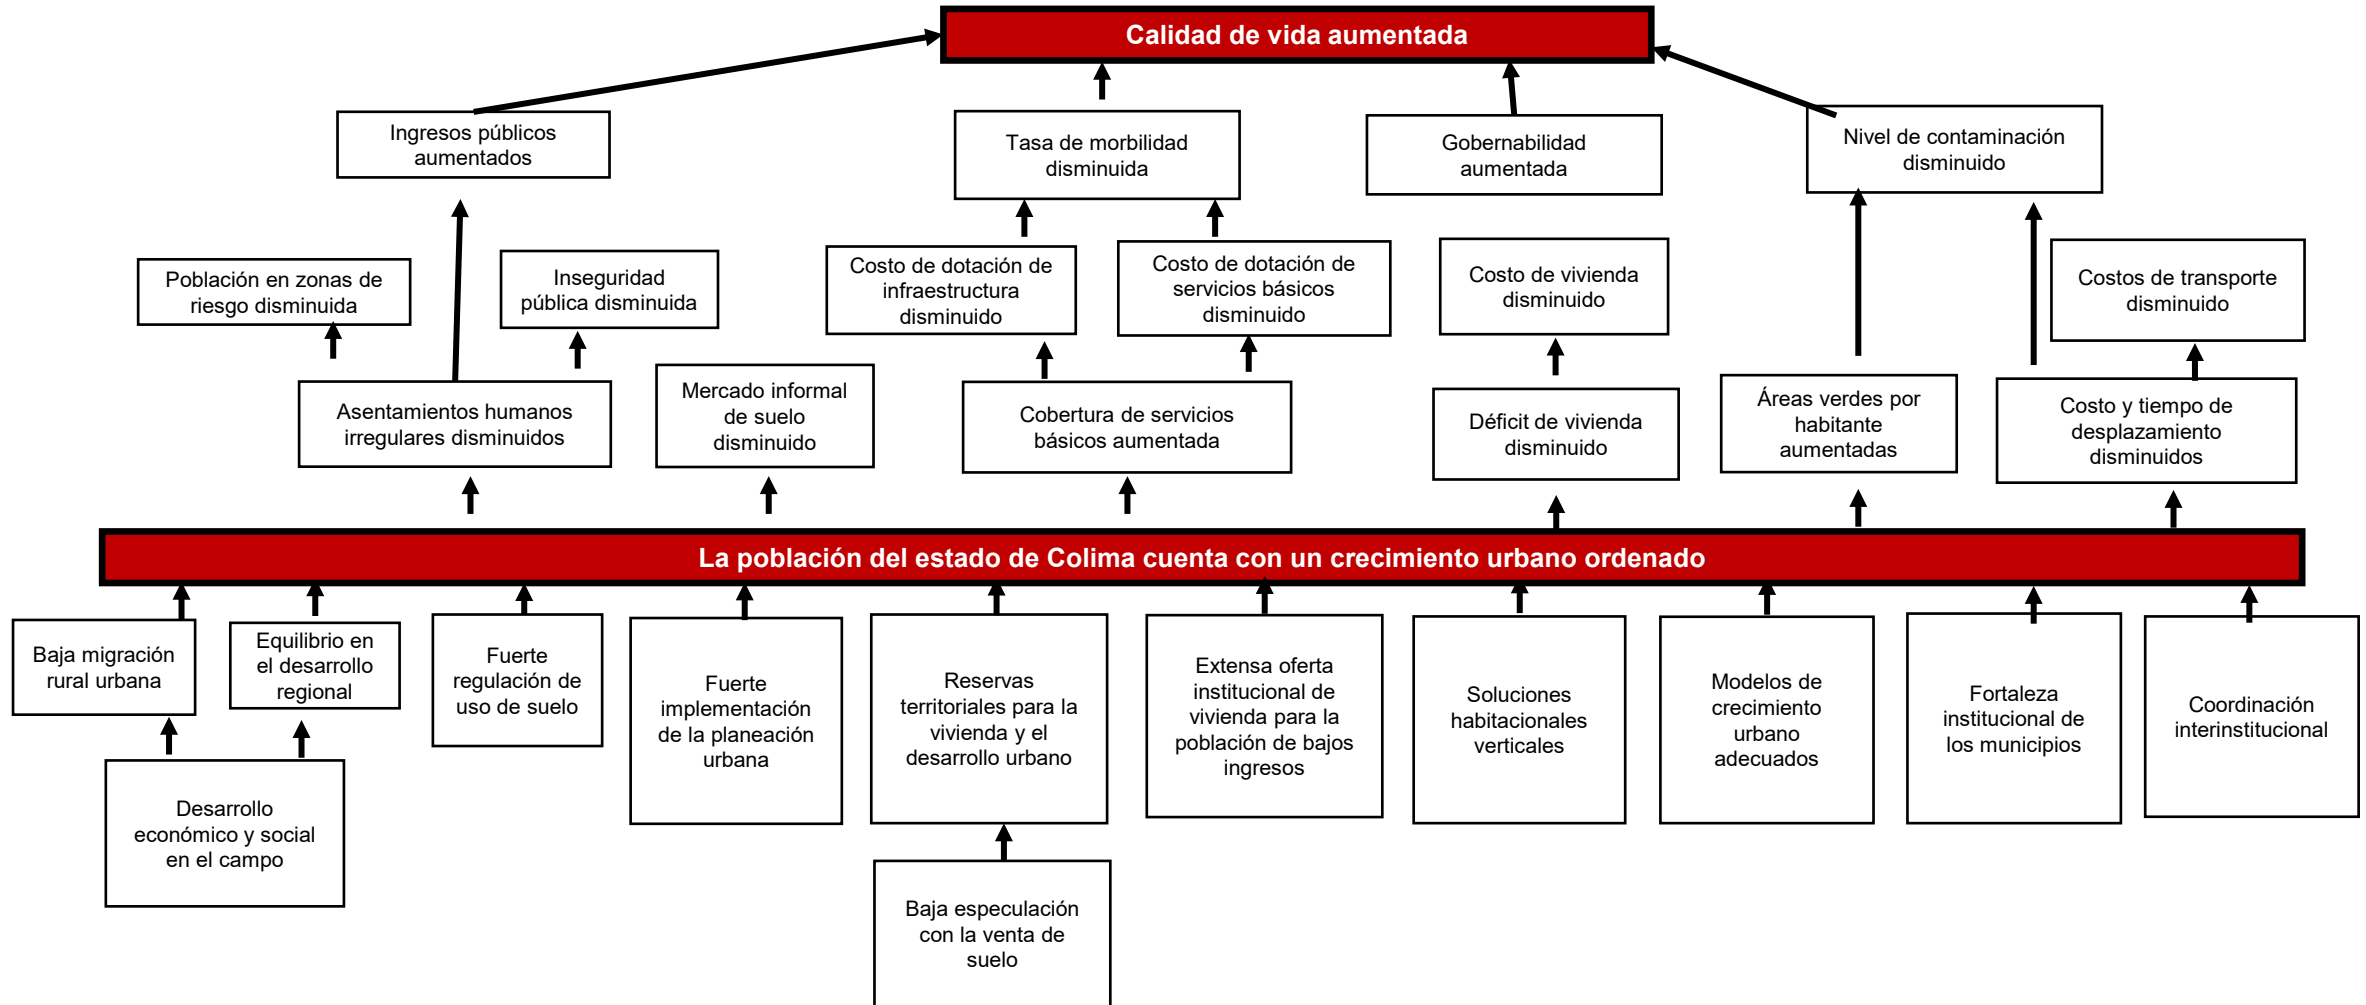 Calidad de vida aumentada
Ingresos públicos
aumentados
Tasa de morbilidad
disminuida
Gobernabilidad
aumentada
Nivel de contaminación
disminuido
Población en zonas de
riesgo disminuida
Inseguridad
pública disminuida
Costo de dotación de
infraestructura
disminuido
Costo de dotación de
servicios básicos
disminuido
Costo de vivienda
disminuido
Costos de transporte
disminuido
Asentamientos humanos
irregulares disminuidos
Mercado informal
de suelo
disminuido
Cobertura de servicios
básicos aumentada
Déficit de vivienda
disminuido
Áreas verdes por
habitante
aumentadas
Costo y tiempo de
desplazamiento
disminuidos
La población del estado de Colima cuenta con un crecimiento urbano ordenado
Baja migración
rural urbana
Equilibrio en
el desarrollo
regional
Fuerte
regulación de
uso de suelo
Fuerte
implementación
de la planeación
urbana
Reservas
territoriales para la
vivienda y el
desarrollo urbano
Extensa oferta
institucional de
vivienda para la
población de bajos
ingresos
Soluciones
habitacionales
verticales
Modelos de
crecimiento
urbano
adecuados
Fortaleza
institucional de
los municipios
Coordinación
interinstitucional
Desarrollo
económico y social
en el campo
Baja especulación
con la venta de
suelo